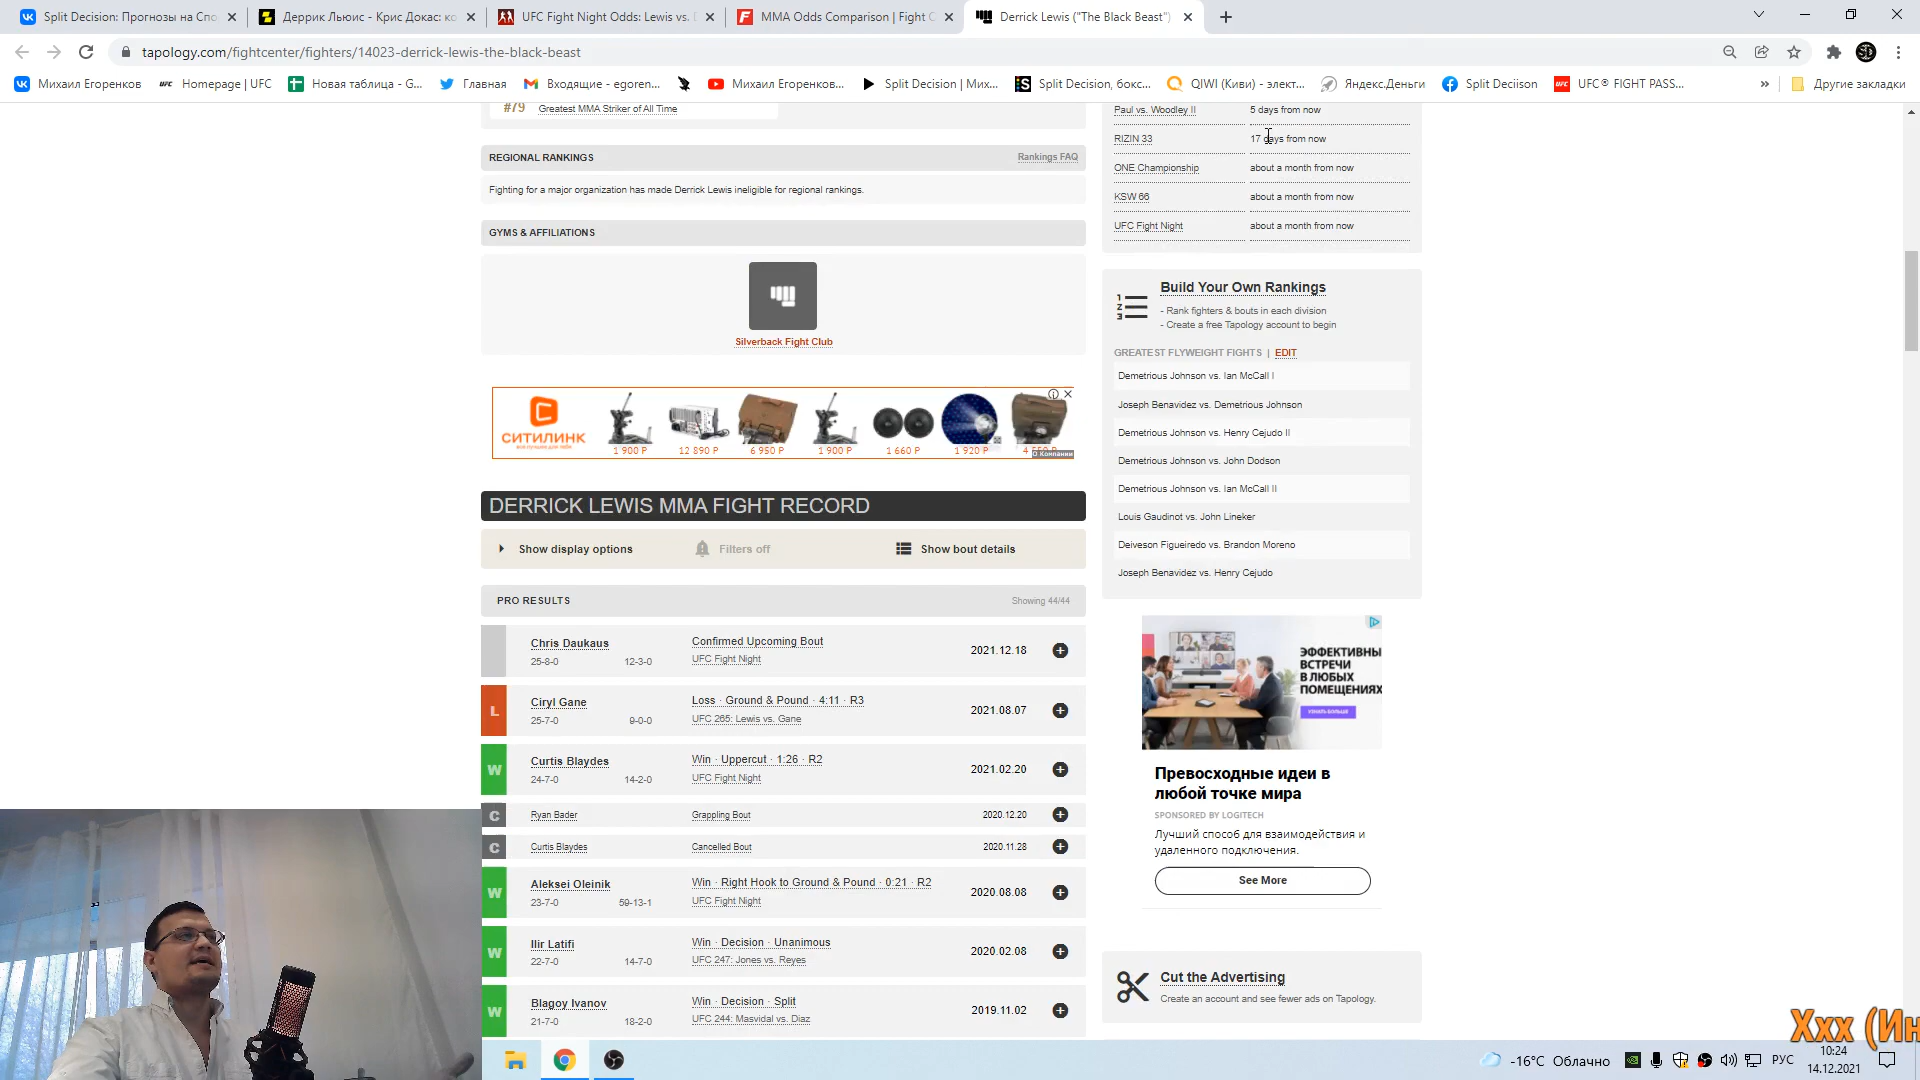 Split Decision: Прогнозы на Спо
Деррик Льюис - Крис Докас: ко
UFC Fight Night Odds: Lewis vs. D
MMA Odds Comparison | Fight O
Derrick Lewis ("The Black Beast")
tapology.com/fightcenter/fighters/14023-derrick-lewis-the-black-beast
Михаил Егоренков
Homepage | UFC
Новая таблица - G...
Главная
Входящие - egoren...
Михаил Егоренков...
Split Decision | Мих...
Split Decision, бокс...
QIWI (Киви) - элект...
Яндекс.Деньги
Split Deciison
UFC® FIGHT PASS...
»
Другие закладки
#79 Greatest MMA Striker of All Time
REGIONAL RANKINGS
Rankings FAQ
Fighting for a major organization has made Derrick Lewis ineligible for regional rankings.
GYMS & AFFILIATIONS
Silverback Fight Club
СИТИЛИНК
1 900 Р
12 890 Р
6 950 Р
1 900 Р
1 660 Р
1 920 Р
О Компании
DERRICK LEWIS MMA FIGHT RECORD
Show display options
Filters off
Show bout details
PRO RESULTS
Showing 44/44
Chris Daukaus
25-8-0 12-3-0
Confirmed Upcoming Bout
UFC Fight Night
2021.12.18
L
Ciryl Gane
25-7-0 9-0-0
Loss · Ground & Pound · 4:11 · R3
UFC 265: Lewis vs. Gane
2021.08.07
W
Curtis Blaydes
24-7-0 14-2-0
Win · Uppercut · 1:26 · R2
UFC Fight Night
2021.02.20
C
Ryan Bader
Grappling Bout
2020.12.20
C
Curtis Blaydes
Cancelled Bout
2020.11.28
W
Aleksei Oleinik
23-7-0 59-13-1
Win · Right Hook to Ground & Pound · 0:21 · R2
UFC Fight Night
2020.08.08
W
Ilir Latifi
22-7-0 14-7-0
Win · Decision · Unanimous
UFC 247: Jones vs. Reyes
2020.02.08
W
Blagoy Ivanov
21-7-0 18-2-0
Win · Decision · Split
UFC 244: Masvidal vs. Diaz
2019.11.02
Paul vs. Woodley II
5 days from now
RIZIN 33
17 days from now
ONE Championship
about a month from now
KSW 66
about a month from now
UFC Fight Night
about a month from now
1
2
3
Build Your Own Rankings
- Rank fighters & bouts in each division
- Create a free Tapology account to begin
GREATEST FLYWEIGHT FIGHTS | EDIT
Demetrious Johnson vs. Ian McCall I
Joseph Benavidez vs. Demetrious Johnson
Demetrious Johnson vs. Henry Cejudo II
Demetrious Johnson vs. John Dodson
Demetrious Johnson vs. Ian McCall II
Louis Gaudinot vs. John Lineker
Deiveson Figueiredo vs. Brandon Moreno
Joseph Benavidez vs. Henry Cejudo
ЭФФЕКТИВНЫ
ВСТРЕЧИ
В ЛЮБЫХ
ПОМЕЩЕНИЯХ
УЗНАТЬ БОЛЬШЕ
Превосходные идеи в
любой точке мира
SPONSORED BY LOGITECH
Лучший способ для взаимодействия и
удаленного подключения.
See More
Cut the Advertising
Create an account and see fewer ads on Tapology.
Ххх (Ин
-16°C Облачно
РУС
10:24
14.12.2021